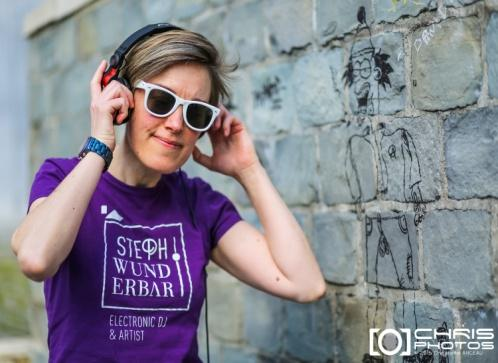 STEPH!
WUND
ERBAR
ELECTRONIC DJ
& ARTIST
CHRIS
PHOTOS